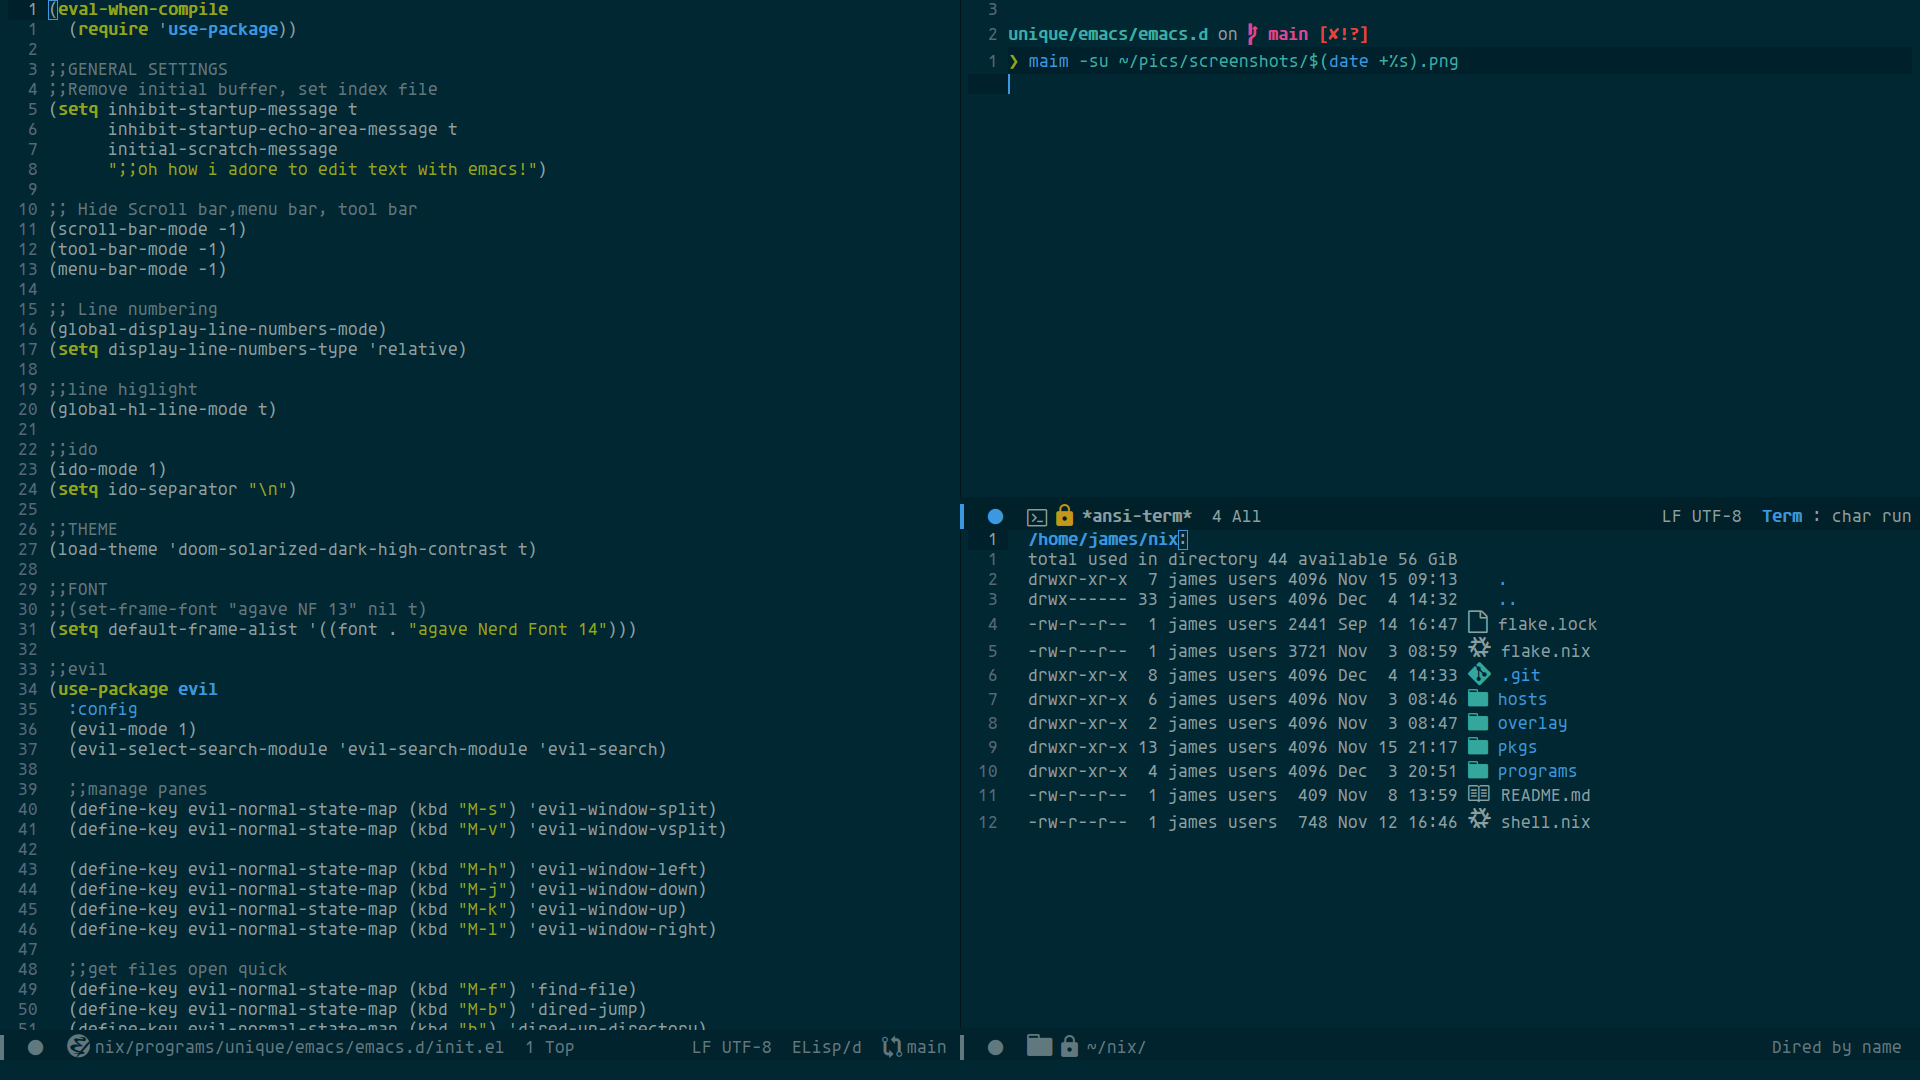 1 (eval-when-compile
1   (require 'use-package))
2
3 ;;GENERAL SETTINGS
4 ;;Remove initial buffer, set index file
5 (setq inhibit-startup-message t
6       inhibit-startup-echo-area-message t
7       initial-scratch-message
8       ";;oh how i adore to edit text with emacs!")
9
10 ;; Hide Scroll bar,menu bar, tool bar
11 (scroll-bar-mode -1)
12 (tool-bar-mode -1)
13 (menu-bar-mode -1)
14
15 ;; Line numbering
16 (global-display-line-numbers-mode)
17 (setq display-line-numbers-type 'relative)
18
19 ;;line higlight
20 (global-hl-line-mode t)
21
22 ;;ido
23 (ido-mode 1)
24 (setq ido-separator "\n")
25
26 ;;THEME
27 (load-theme 'doom-solarized-dark-high-contrast t)
28
29 ;;FONT
30 ;;(set-frame-font "agave NF 13" nil t)
31 (setq default-frame-alist '((font . "agave Nerd Font 14")))
32
33 ;;evil
34 (use-package evil
35   :config
36   (evil-mode 1)
37   (evil-select-search-module 'evil-search-module 'evil-search)
38
39   ;;manage panes
40   (define-key evil-normal-state-map (kbd "M-s") 'evil-window-split)
41   (define-key evil-normal-state-map (kbd "M-v") 'evil-window-vsplit)
42
43   (define-key evil-normal-state-map (kbd "M-h") 'evil-window-left)
44   (define-key evil-normal-state-map (kbd "M-j") 'evil-window-down)
45   (define-key evil-normal-state-map (kbd "M-k") 'evil-window-up)
46   (define-key evil-normal-state-map (kbd "M-l") 'evil-window-right)
47
48   ;;get files open quick
49   (define-key evil-normal-state-map (kbd "M-f") 'find-file)
50   (define-key evil-normal-state-map (kbd "M-b") 'dired-jump)
51   (define-key evil-normal-state-map (kbd "h") 'dired-up-directory)
nix/programs/unique/emacs/emacs.d/init.el 1 Top LF UTF-8 ELisp/d main
3
2 unique/emacs/emacs.d on main [✘!?]
1 ❯ maim -su ~/pics/screenshots/$(date +%s).png
*ansi-term* 4 All LF UTF-8 Term : char run
1 /home/james/nix:
1 total used in directory 44 available 56 GiB
2 drwxr-xr-x  7 james users 4096 Nov 15 09:13 .
3 drwx------ 33 james users 4096 Dec  4 14:32 ..
4 -rw-r--r--  1 james users 2441 Sep 14 16:47 flake.lock
5 -rw-r--r--  1 james users 3721 Nov  3 08:59 flake.nix
6 drwxr-xr-x  8 james users 4096 Dec  4 14:33 .git
7 drwxr-xr-x  6 james users 4096 Nov  3 08:46 hosts
8 drwxr-xr-x  2 james users 4096 Nov  3 08:47 overlay
9 drwxr-xr-x 13 james users 4096 Nov 15 21:17 pkgs
10 drwxr-xr-x  4 james users 4096 Dec  3 20:51 programs
11 -rw-r--r--  1 james users  409 Nov  8 13:59 README.md
12 -rw-r--r--  1 james users  748 Nov 12 16:46 shell.nix
~/nix/ Dired by name